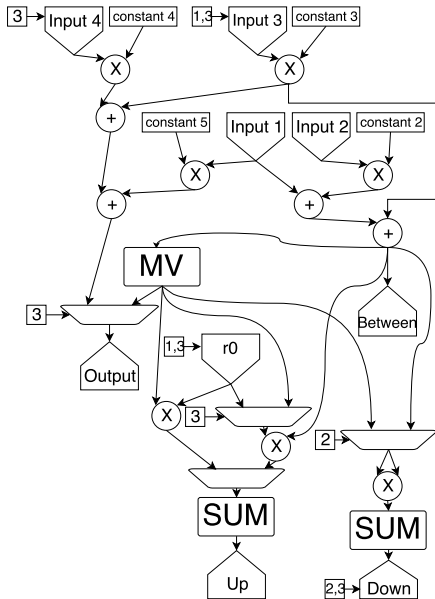 3
Input 4
constant 4
1,3
Input 3
constant 3
X
X
+
constant 5
Input 1
Input 2
constant 2
X
X
+
+
+
MV
3
Between
1,3
r0
Output
X
3
X
2
X
SUM
SUM
Up
2,3
Down